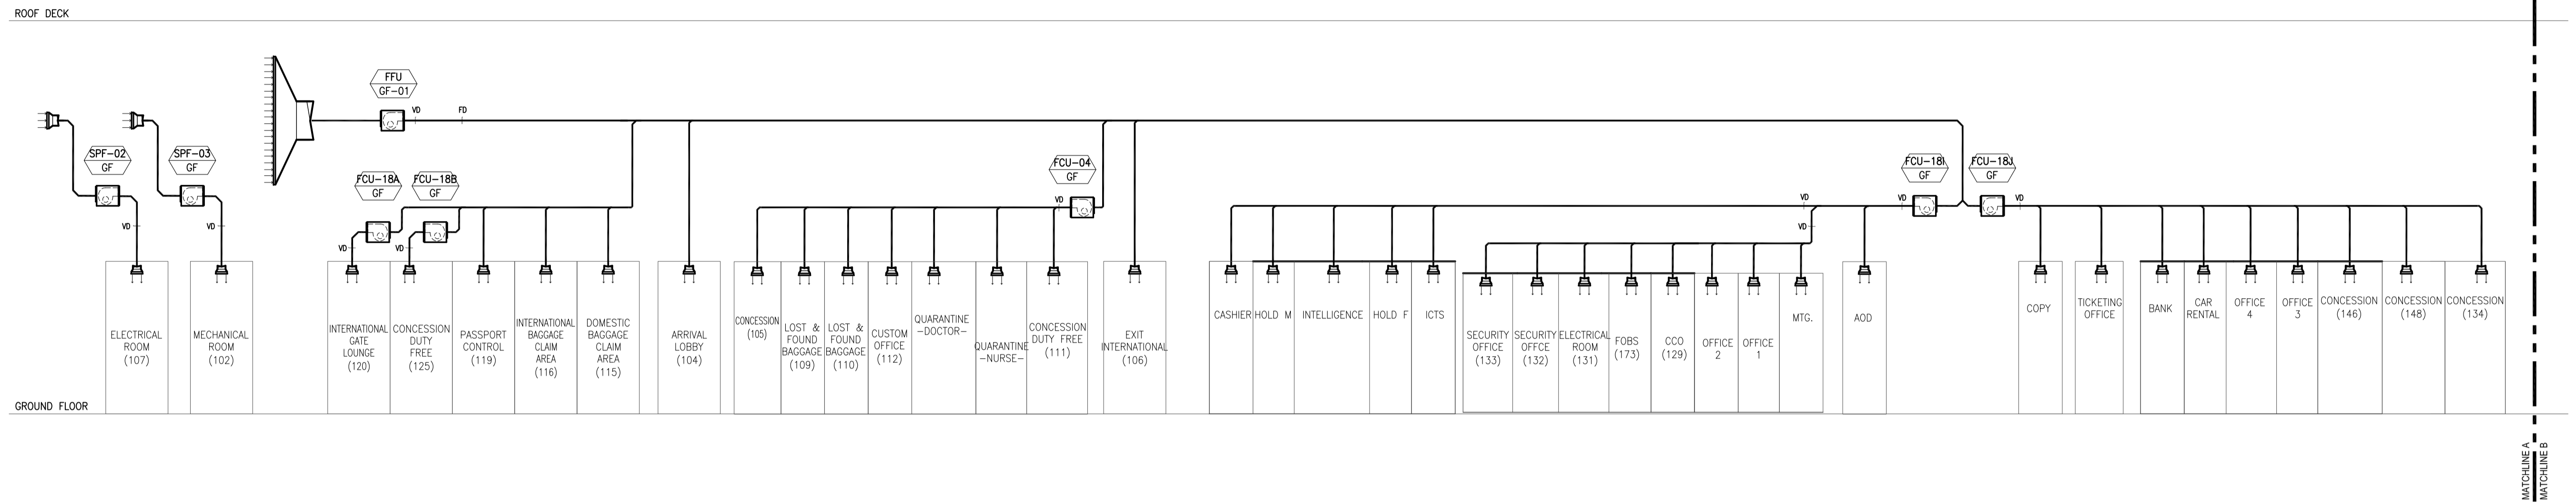 ROOF DECK
FFU
GF-01
VD
FD
SPF-02
GF
SPF-03
GF
FCU-18A
GF
FCU-18B
GF
FCU-04
GF
FCU-18I
GF
FCU-18J
GF
VD
VD
VD
VD
VD
VD
VD
VD
VD
VD
ELECTRICAL
ROOM
(107)
MECHANICAL
ROOM
(102)
INTERNATIONAL
GATE
LOUNGE
(120)
CONCESSION
DUTY
FREE
(125)
PASSPORT
CONTROL
(119)
INTERNATIONAL
BAGGAGE
CLAIM
AREA
(116)
DOMESTIC
BAGGAGE
CLAIM
AREA
(115)
ARRIVAL
LOBBY
(104)
CONCESSION
(105)
LOST &
FOUND
BAGGAGE
(109)
LOST &
FOUND
BAGGAGE
(110)
CUSTOM
OFFICE
(112)
QUARANTINE
-DOCTOR-
QUARANTINE
-NURSE-
CONCESSION
DUTY FREE
(111)
EXIT
INTERNATIONAL
(106)
CASHIER
HOLD M
INTELLIGENCE
HOLD F
ICTS
SECURITY
OFFICE
(133)
SECURITY
OFFCE
(132)
ELECTRICAL
ROOM
(131)
FOBS
(173)
CCO
(129)
OFFICE
2
OFFICE
1
MTG.
AOD
COPY
TICKETING
OFFICE
BANK
CAR
RENTAL
OFFICE
4
OFFICE
3
CONCESSION
(146)
CONCESSION
(148)
CONCESSION
(134)
GROUND FLOOR
MATCHLINE A
MATCHLINE B